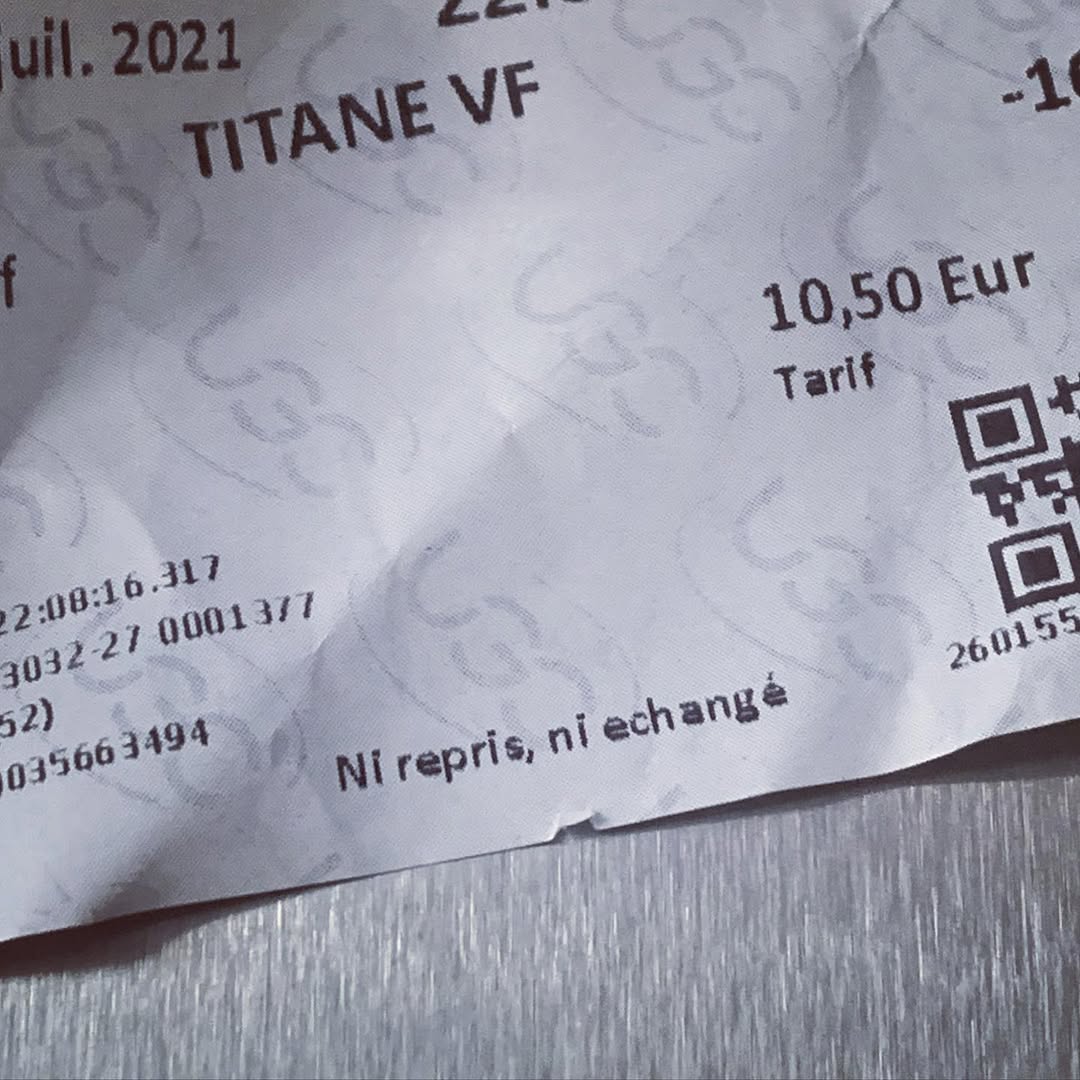 juil. 2021
TITANE VF
10,50 Eur
Tarif
22:08:16.317
3032-27 0001377
52)
0035663494
Ni repris, ni echangé
260155